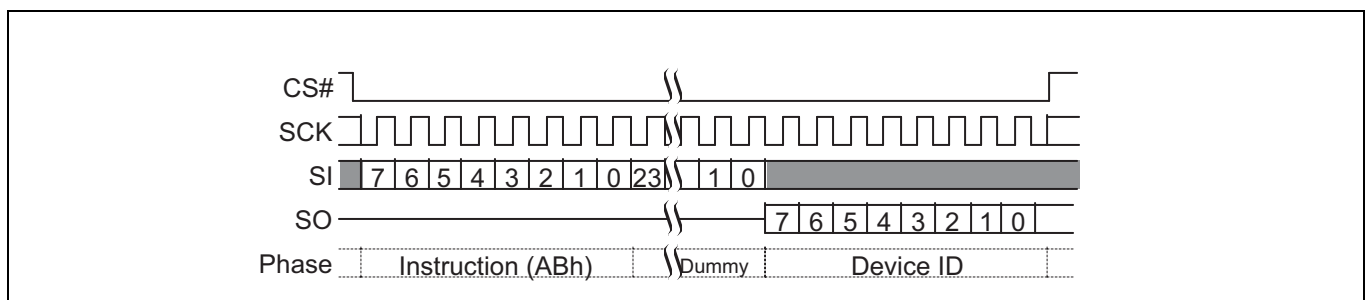 CS#
SCK
SI 7 6 5 4 3 2 1 0 23 1 0
SO 7 6 5 4 3 2 1 0
Phase Instruction (ABh) Dummy Device ID